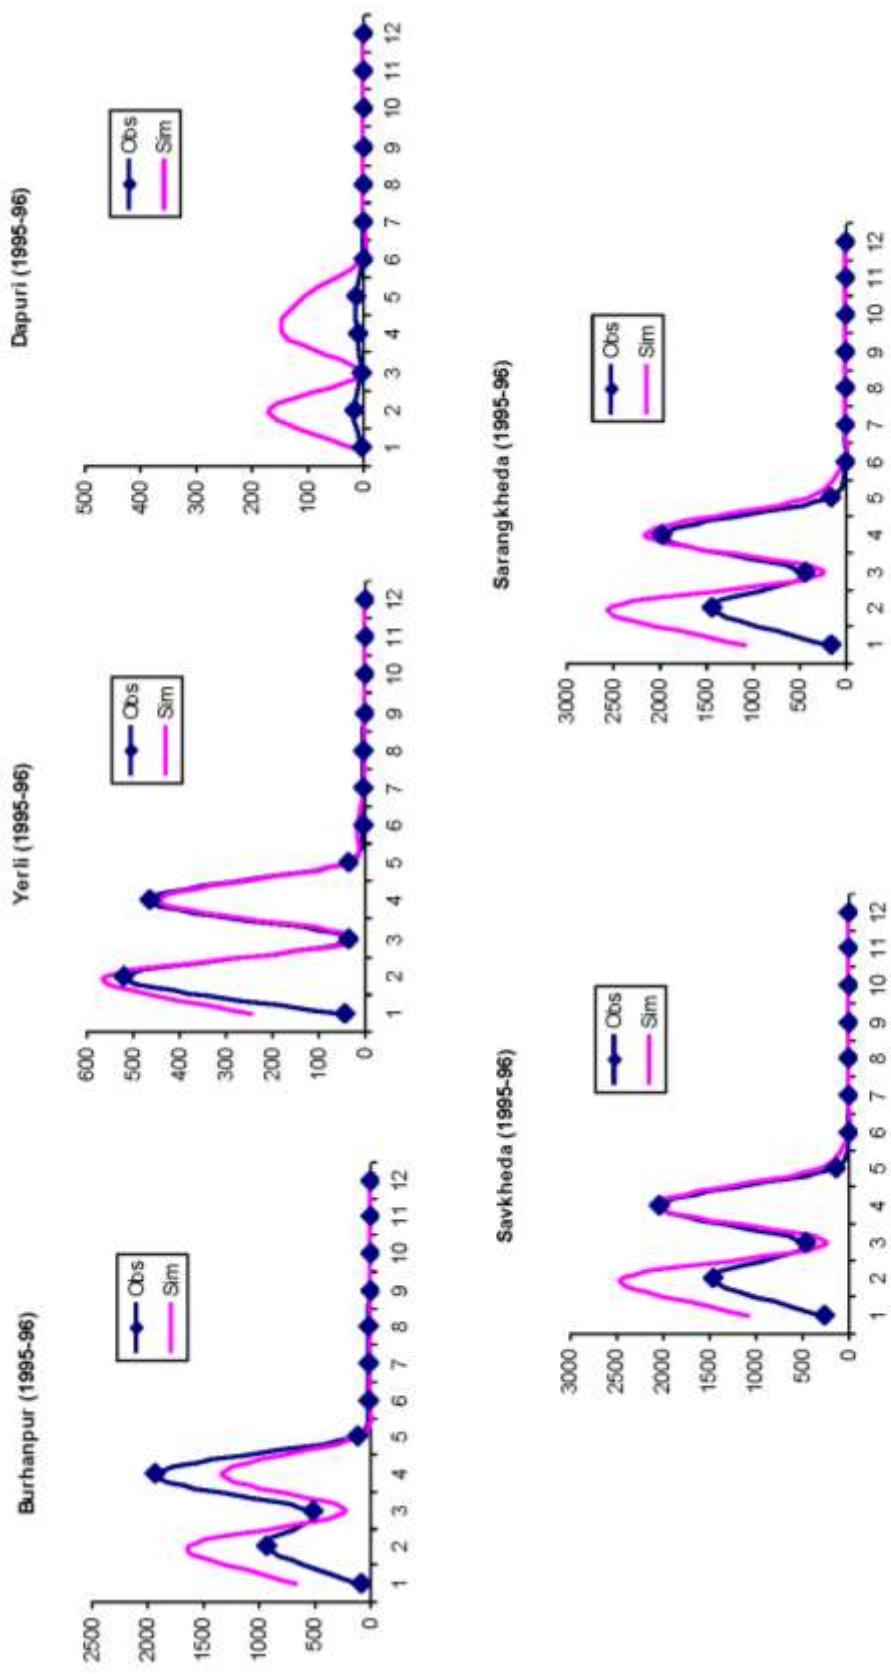 Burhanpur (1995-96)
2500
2000
1500
1000
500
0
1 2 3 4 5 6 7 8 9 10 11 12
Obs
Sim
Yerli (1995-96)
600
500
400
300
200
100
0
1 2 3 4 5 6 7 8 9 10 11 12
Obs
Sim
Dapuri (1995-96)
500
400
300
200
100
0
1 2 3 4 5 6 7 8 9 10 11 12
Obs
Sim
Savkheda (1995-96)
3000
2500
2000
1500
1000
500
0
1 2 3 4 5 6 7 8 9 10 11 12
Obs
Sim
Sarangkheda (1995-96)
3000
2500
2000
1500
1000
500
0
1 2 3 4 5 6 7 8 9 10 11 12
Obs
Sim